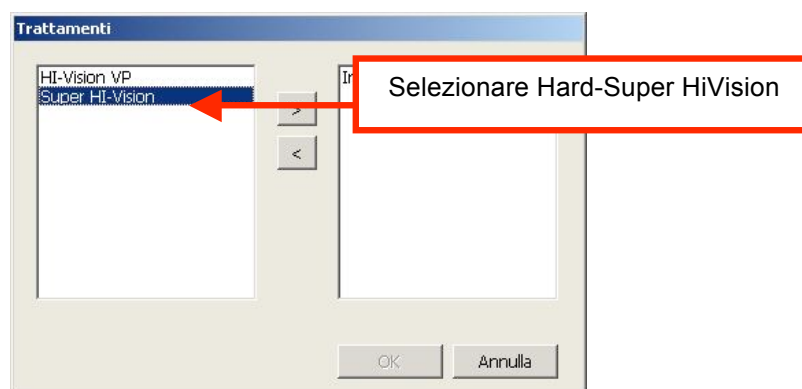 Trattamenti
HI-Vision VP
Super HI-Vision
>
<
Selezionare Hard-Super HiVision
OK
Annulla